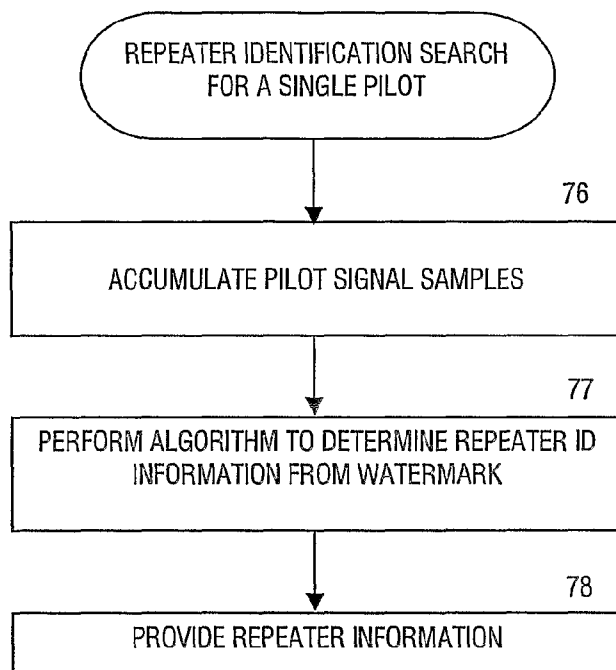 REPEATER IDENTIFICATION SEARCH
FOR A SINGLE PILOT
76
ACCUMULATE PILOT SIGNAL SAMPLES
77
PERFORM ALGORITHM TO DETERMINE REPEATER ID
INFORMATION FROM WATERMARK
78
PROVIDE REPEATER INFORMATION